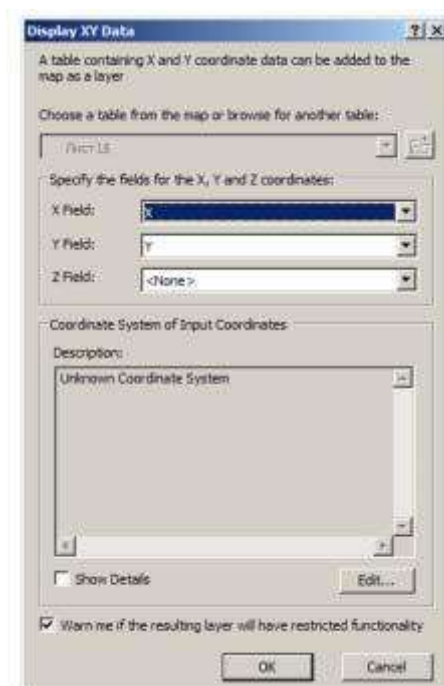 Display XY Data
A table containing X and Y coordinate data can be added to the
map as a layer
Choose a table from the map or browse for another table:
Specify the fields for the X, Y and Z coordinates:
X Field: X
Y Field: Y
Z Field: <None>
Coordinate System of Input Coordinates
Description:
Unknown Coordinate System
Show Details
Edit...
Warn me if the resulting layer will have restricted functionality
OK
Cancel